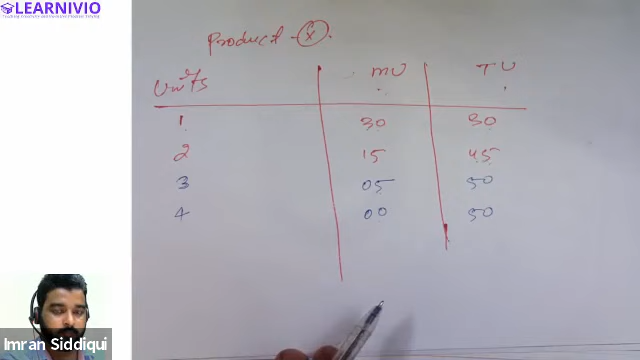 LEARNIVIO
Product - X.
Units MU TU
1 30 30
2 15 45
3 05 50
4 00 50
Imran Siddiqui